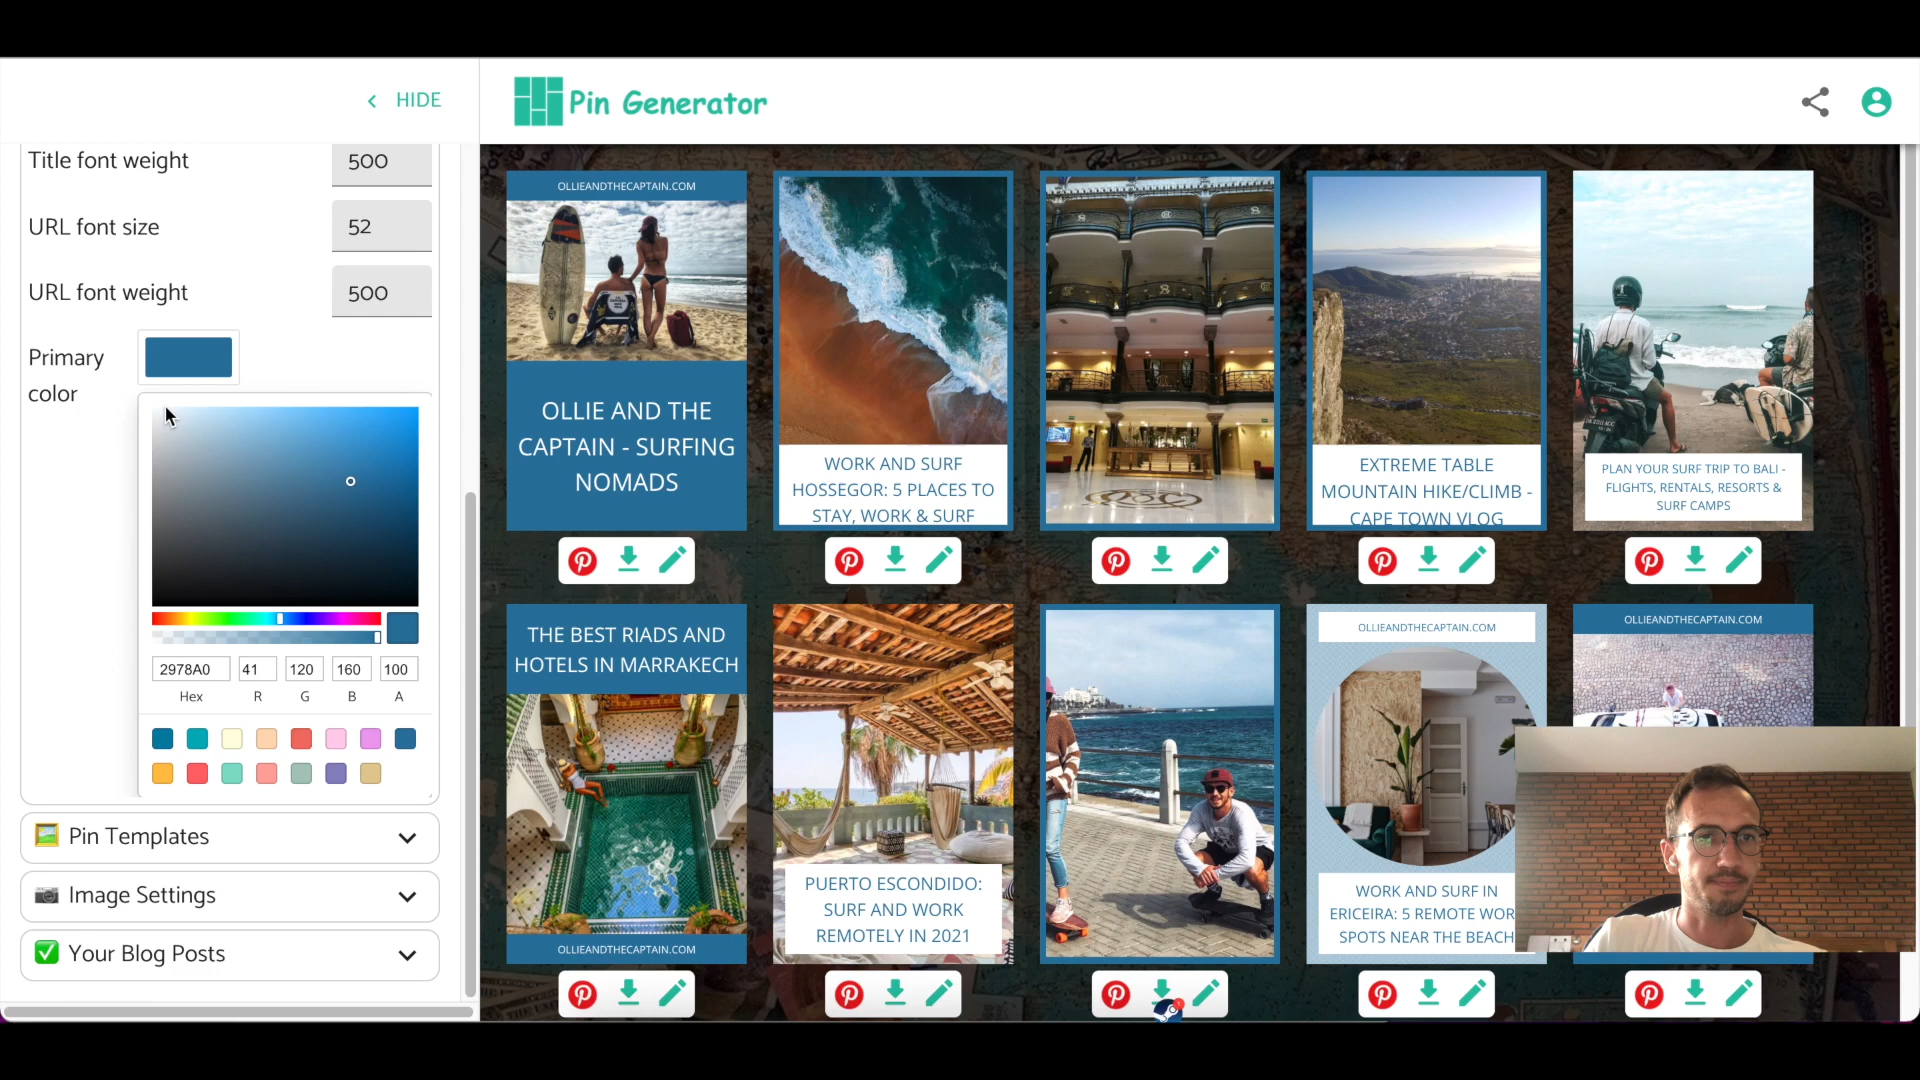 HIDE
Pin Generator
Title font weight
500
URL font size
52
URL font weight
500
Primary
color
2978A0
41
120
160
100
Hex
R
G
B
A
Pin Templates
Image Settings
Your Blog Posts
OLLIEANDTHECAPTAIN.COM
OLLIE AND THE
CAPTAIN - SURFING
NOMADS
WORK AND SURF
HOSSEGOR: 5 PLACES TO
STAY, WORK & SURF
EXTREME TABLE
MOUNTAIN HIKE/CLIMB -
CAPE TOWN VLOG
PLAN YOUR SURF TRIP TO BALI -
FLIGHTS, RENTALS, RESORTS &
SURF CAMPS
THE BEST RIADS AND
HOTELS IN MARRAKECH
OLLIEANDTHECAPTAIN.COM
PUERTO ESCONDIDO:
SURF AND WORK
REMOTELY IN 2021
OLLIEANDTHECAPTAIN.COM
WORK AND SURF IN
ERICEIRA: 5 REMOTE WOR
SPOTS NEAR THE BEACH
OLLIEANDTHECAPTAIN.COM